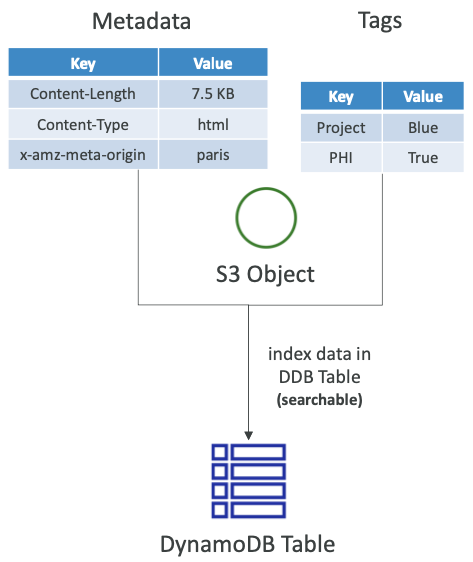 Metadata
Tags
Key Value
Content-Length 7.5 KB
Content-Type html
x-amz-meta-origin paris
Key Value
Project Blue
PHI True
S3 Object
index data in
DDB Table
(searchable)
DynamoDB Table